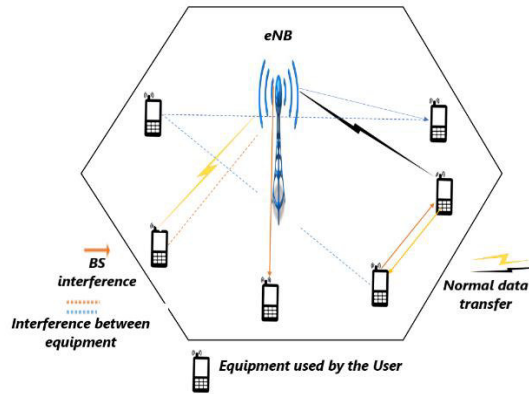 eNB
BS
interference
Interference between
equipment
Normal data
transfer
Equipment used by the User